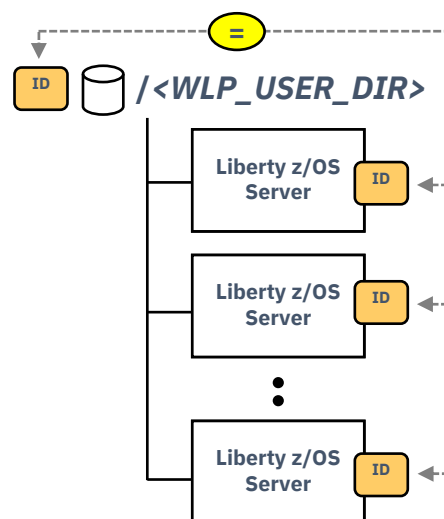 =
ID
/<WLP_USER_DIR>
Liberty z/OS
Server
ID
Liberty z/OS
Server
ID
Liberty z/OS
Server
ID